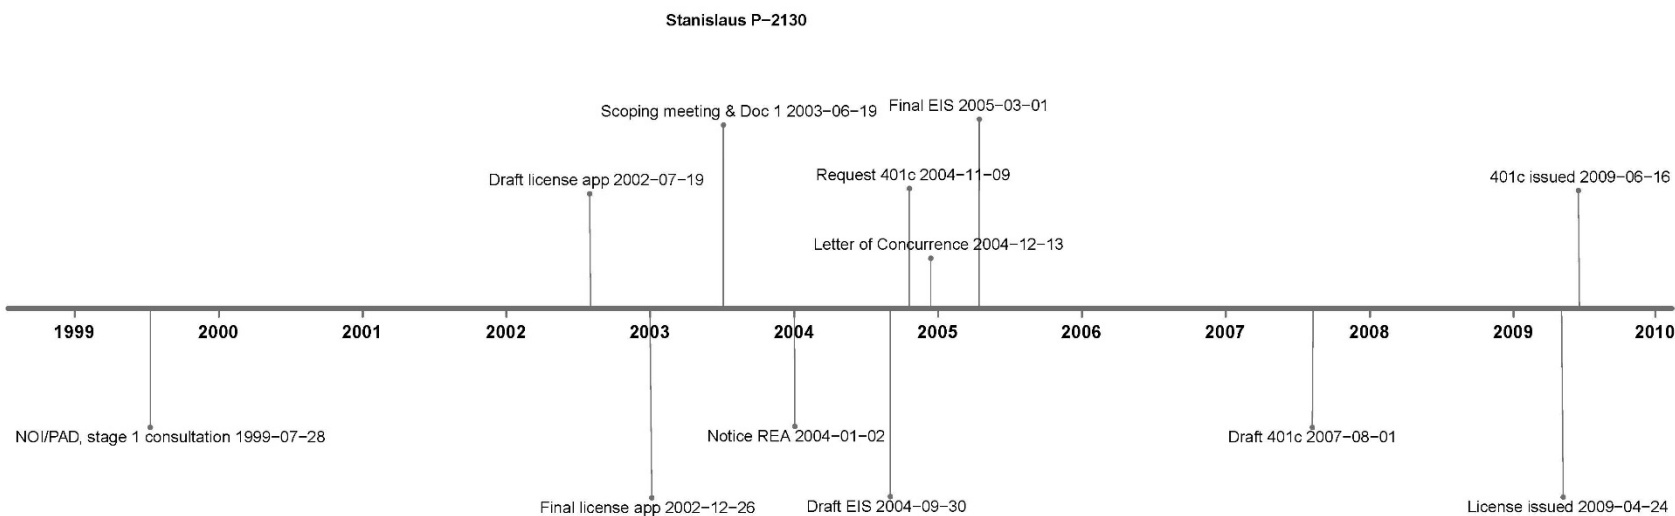 Stanislaus P−2130
Final EIS 2005−03−01
Scoping meeting & Doc 1 2003−06−19
Request 401c 2004−11−09
401c issued 2009−06−16
Draft license app 2002−07−19
Letter of Concurrence 2004−12−13
1999 2000 2001 2002 2003 2004 2005 2006 2007 2008 2009 2010
NOI/PAD, stage 1 consultation 1999−07−28
Notice REA 2004−01−02
Draft 401c 2007−08−01
Final license app 2002−12−26
Draft EIS 2004−09−30
License issued 2009−04−24